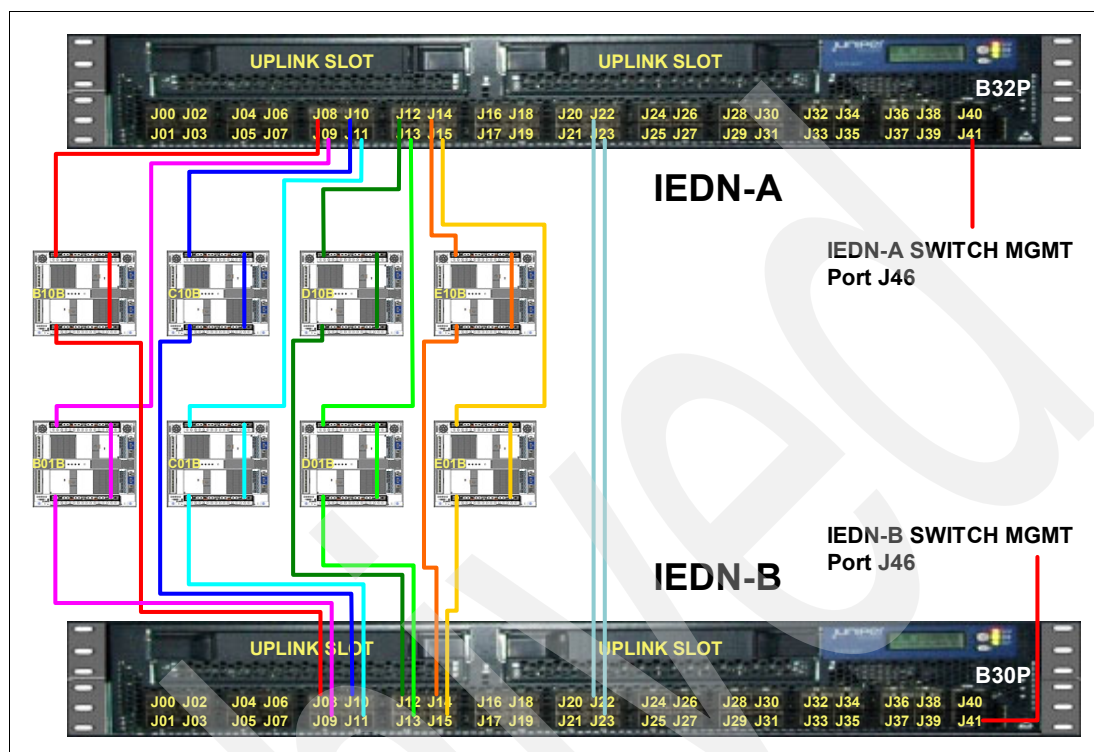 UPLINK SLOT UPLINK SLOT
JUNIPER
B32P
J00 J02 J04 J06 J08 J10 J12 J14 J16 J18 J20 J22 J24 J26 J28 J30 J32 J34 J36 J38 J40
J01 J03 J05 J07 J09 J11 J13 J15 J17 J19 J21 J23 J25 J27 J29 J31 J33 J35 J37 J39 J41
IEDN-A
IEDN-A SWITCH MGMT
Port J46
B10B C10B D10B E10B
B01B C01B D01B E01B
IEDN-B SWITCH MGMT
Port J46
IEDN-B
UPLINK SLOT UPLINK SLOT
JUNIPER
B30P
J00 J02 J04 J06 J08 J10 J12 J14 J16 J18 J20 J22 J24 J26 J28 J30 J32 J34 J36 J38 J40
J01 J03 J05 J07 J09 J11 J13 J15 J17 J19 J21 J23 J25 J27 J29 J31 J33 J35 J37 J39 J41